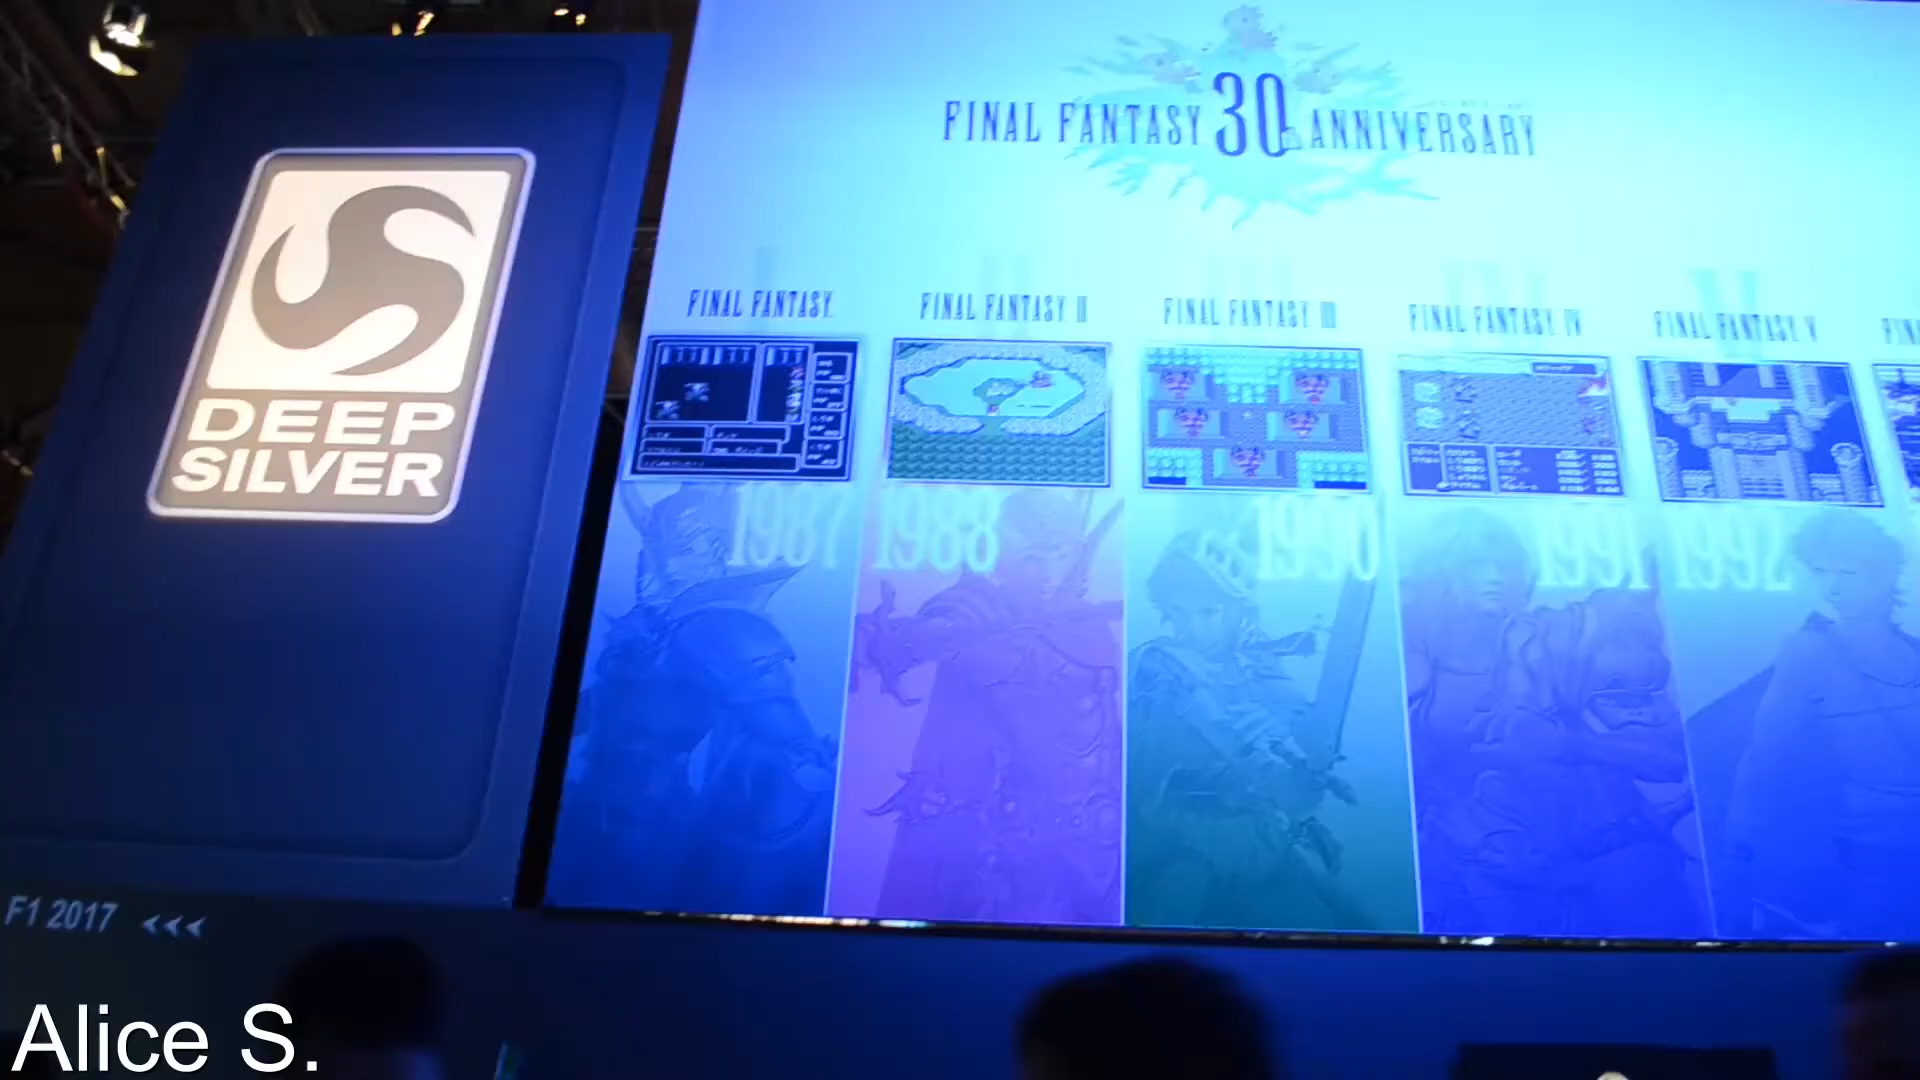 FINAL FANTASY 30th ANNIVERSARY
FINAL FANTASY
FINAL FANTASY II
FINAL FANTASY III
FINAL FANTASY IV
FINAL FANTASY V
DEEP
SILVER
1987
1988
1990
1991
1992
F1 2017
Alice S.